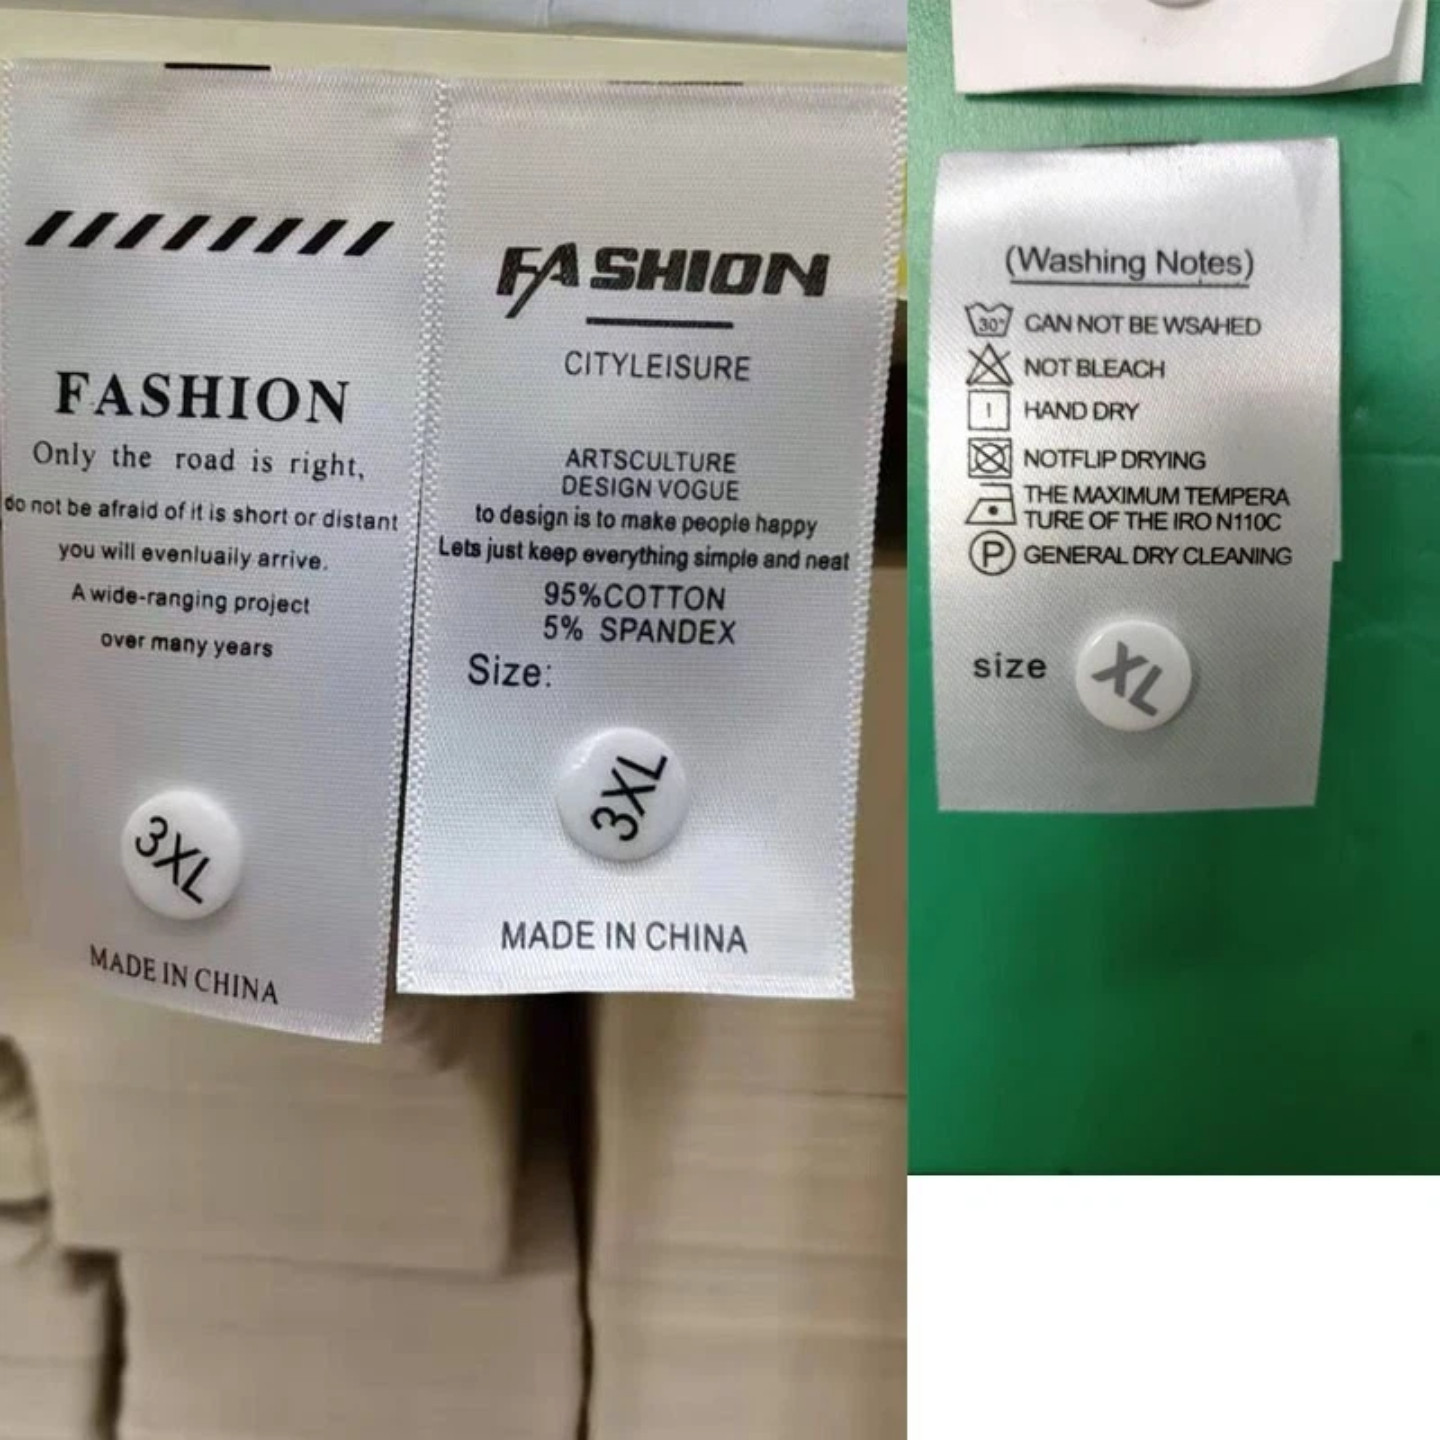 FASHION
Only the road is right,
do not be afraid of it is short or distant
you will evenluaily arrive.
A wide-ranging project
over many years
3XL
MADE IN CHINA
FASHION
CITYLEISURE
ARTSCULTURE
DESIGN VOGUE
to design is to make people happy
Lets just keep everything simple and neat
95%COTTON
5% SPANDEX
Size:
3XL
MADE IN CHINA
(Washing Notes)
30° CAN NOT BE WSAHED
NOT BLEACH
HAND DRY
NOTFLIP DRYING
THE MAXIMUM TEMPERA
TURE OF THE IRO N110C
P GENERAL DRY CLEANING
size XL